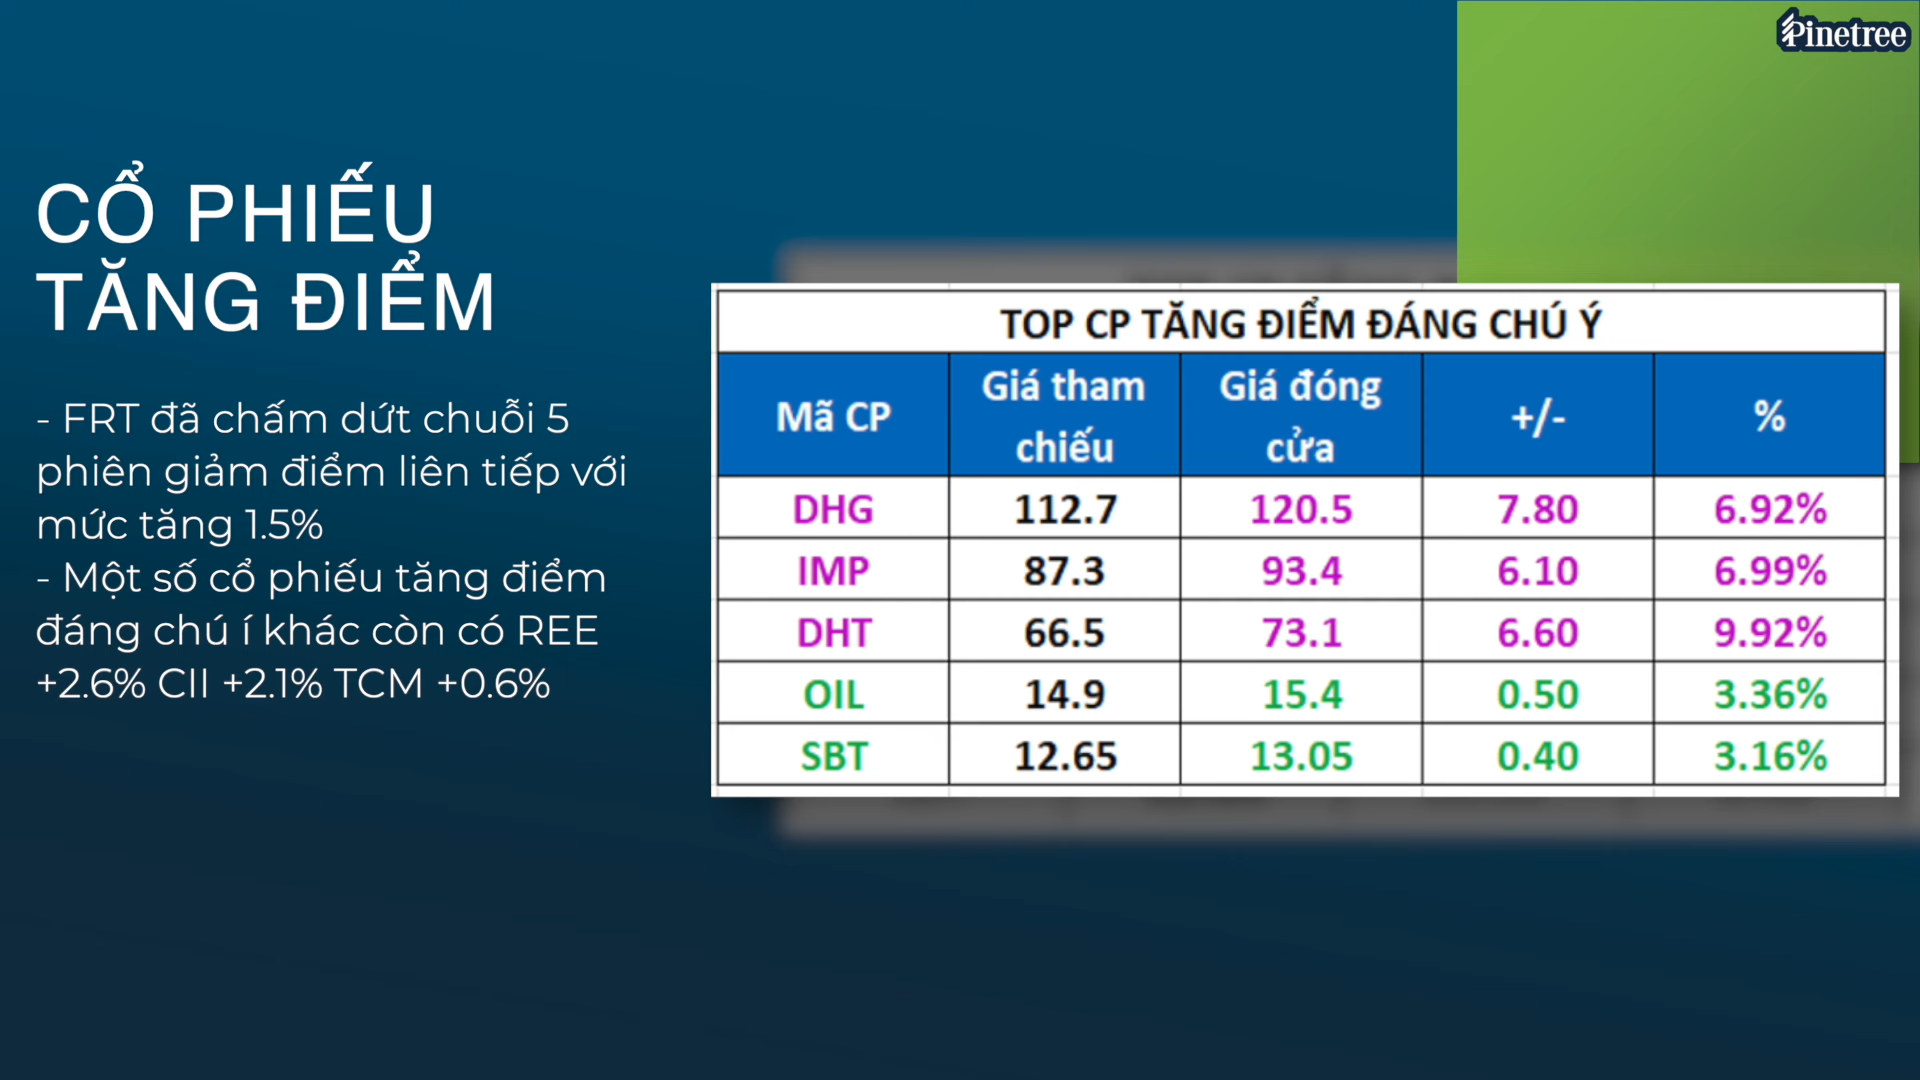 Pinetree
CỔ PHIẾU
TĂNG ĐIỂM
- FRT đã chấm dứt chuỗi 5
phiên giảm điểm liên tiếp với
mức tăng 1.5%
- Một số cổ phiếu tăng điểm
đáng chú í khác còn có REE
+2.6% CII +2.1% TCM +0.6%
TOP CP TĂNG ĐIỂM ĐÁNG CHÚ Ý
Mã CP Giá tham chiếu Giá đóng cửa +/- %
DHG 112.7 120.5 7.80 6.92%
IMP 87.3 93.4 6.10 6.99%
DHT 66.5 73.1 6.60 9.92%
OIL 14.9 15.4 0.50 3.36%
SBT 12.65 13.05 0.40 3.16%